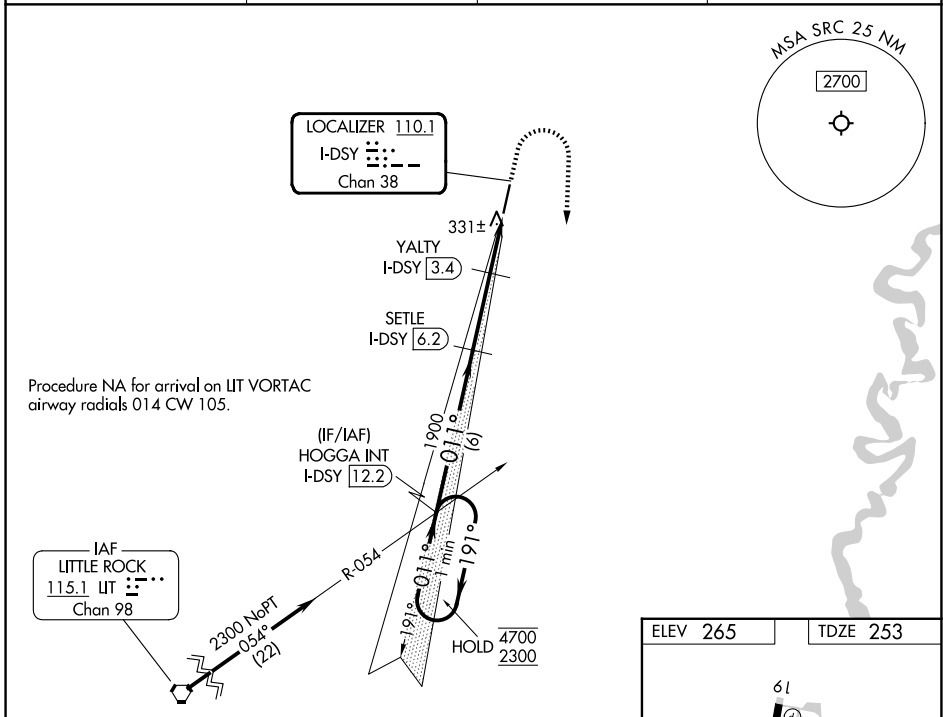 MSA SRC 25 NM
2700
LOCALIZER 110.1
I-DSY
Chan 38
331±
YALTY
I-DSY 3.4
SETLE
I-DSY 6.2
Procedure NA for arrival on LIT VORTAC
airway radials 014 CW 105.
1900
011°
(6)
(IF/IAF)
HOGGA INT
I-DSY 12.2
IAF
LITTLE ROCK
115.1 LIT
Chan 98
R-054
2300 NoPT
054°
(22)
011°
1 min
191°
191°
HOLD 4700
2300
ELEV 265
TDZE 253
19
P